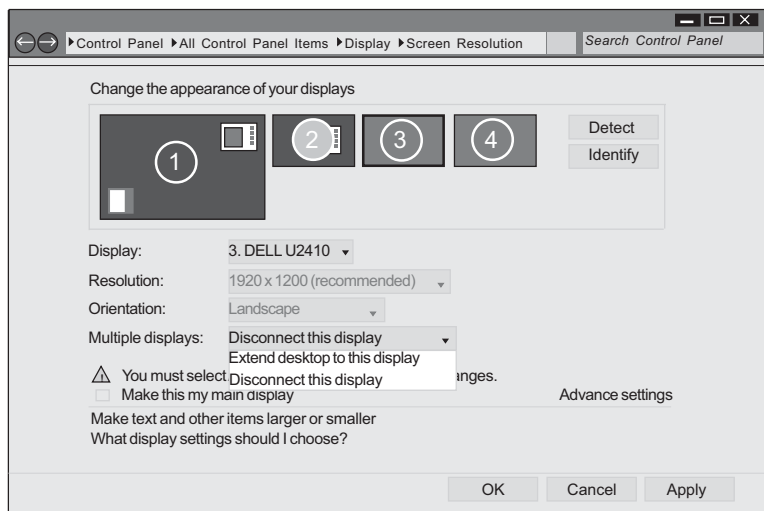 Control Panel All Control Panel Items Display Screen Resolution Search Control Panel
Change the appearance of your displays
1 2 3 4
Detect
Identify
Display: 3. DELL U2410
Resolution: 1920 x 1200 (recommended)
Orientation: Landscape
Multiple displays: Disconnect this display
Extend desktop to this display
Disconnect this display
You must select anges.
Make this my main display Advance settings
Make text and other items larger or smaller
What display settings should I choose?
OK Cancel Apply